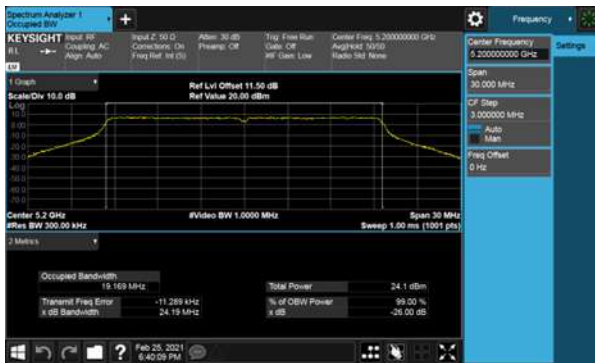 Spectrum Analyzer 1
Occupied BW
+
Frequency
KEYSIGHT
Input: RF
Coupling: AC
Align: Auto
Input Z: 50 Ω
Corrections: On
Freq Ref: Int (S)
Atten: 30 dB
Preamp: Off
Trig: Free Run
Gate: Off
#IF Gain: Low
Center Freq: 5.200000000 GHz
Avg|Hold: 50/50
Radio Std: None
RL
LV
Center Frequency
5.200000000 GHz
Settings
Span
30.000 MHz
CF Step
3.000000 MHz
Auto
Man
Freq Offset
0 Hz
1 Graph
Scale/Div 10.0 dB
Ref Lvl Offset 11.50 dB
Ref Value 20.00 dBm
Log
Center 5.2 GHz
#Res BW 300.00 kHz
#Video BW 1.0000 MHz
Span 30 MHz
Sweep 1.00 ms (1001 pts)
2 Metrics
Occupied Bandwidth
19.169 MHz
Total Power 24.1 dBm
Transmit Freq Error -11.289 kHz
% of OBW Power 99.00 %
x dB Bandwidth 24.19 MHz
x dB -26.00 dB
?
Feb 25, 2021
6:40:09 PM